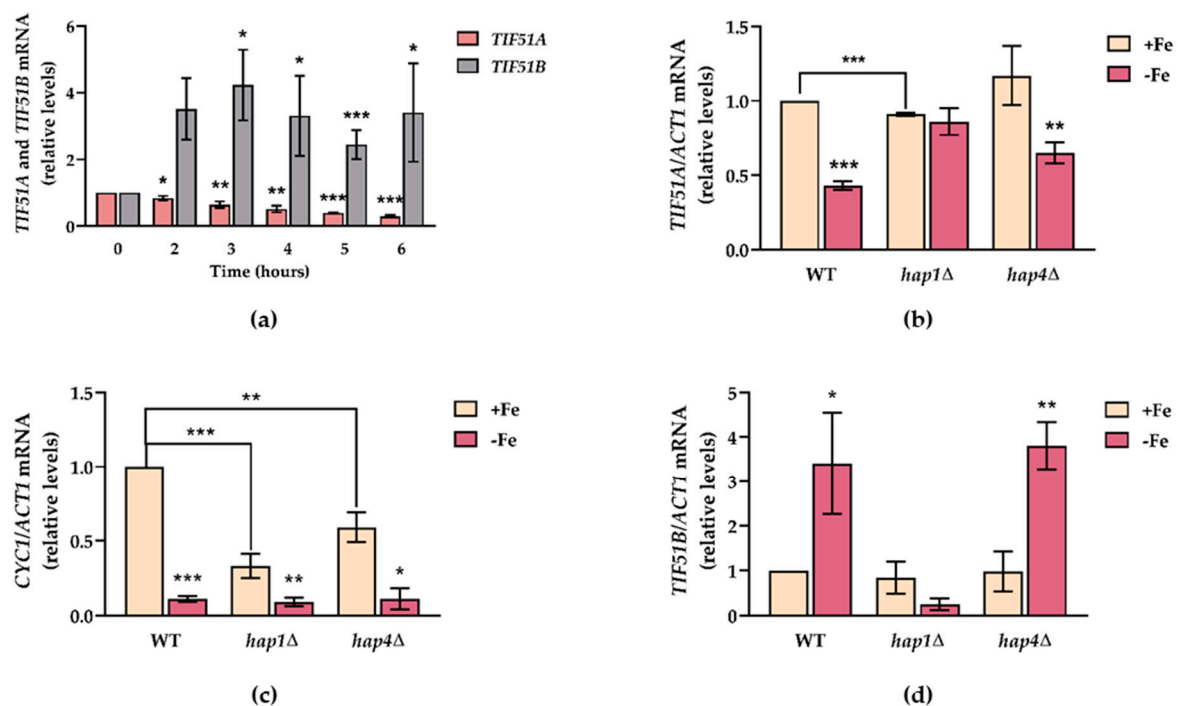 TIF51A and TIF51B mRNA
(relative levels)
6
4
2
1
0
TIF51A
TIF51B
*
**
**
***
***
*
*
***
*
0 2 3 4 5 6
Time (hours)
(a)
TIF51A/ACT1 mRNA
(relative levels)
1.5
1.0
0.5
0.0
+Fe
-Fe
***
***
**
WT hap1Δ hap4Δ
(b)
CYC1/ACT1 mRNA
(relative levels)
1.5
1.0
0.5
0.0
+Fe
-Fe
**
***
***
**
*
WT hap1Δ hap4Δ
(c)
TIF51B/ACT1 mRNA
(relative levels)
5
4
3
2
1
0
+Fe
-Fe
*
**
WT hap1Δ hap4Δ
(d)